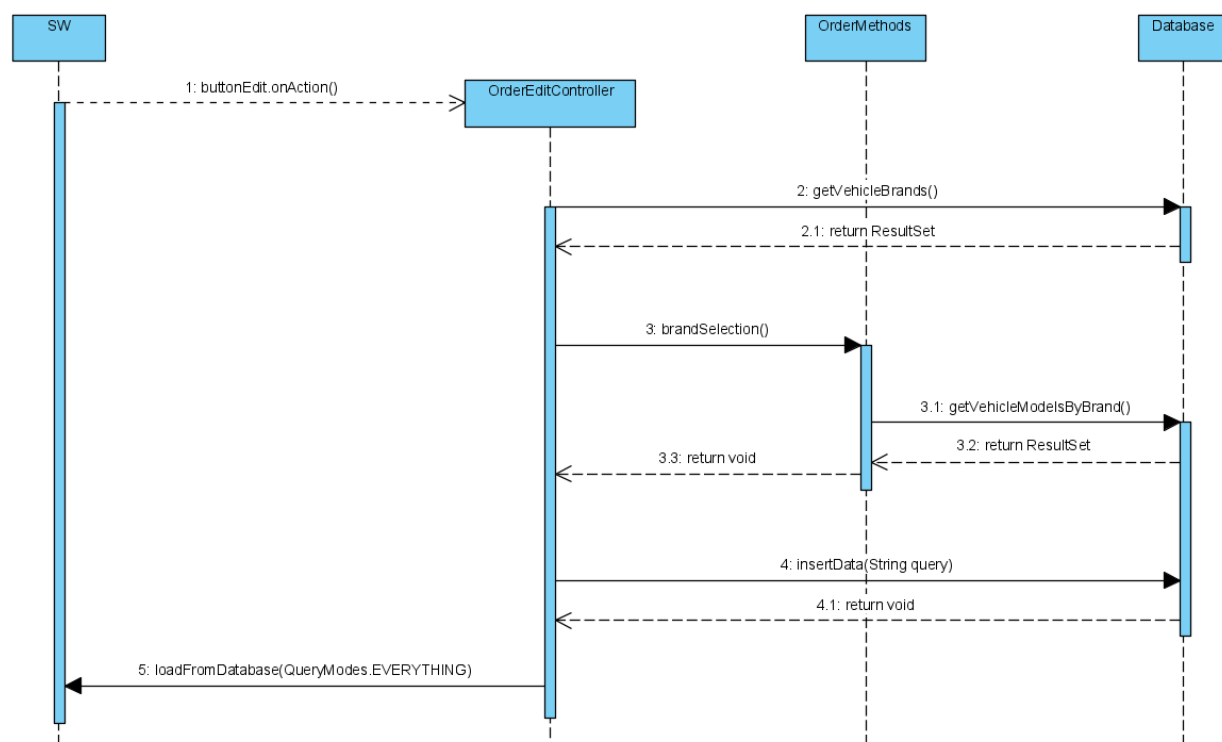 SW
OrderMethods
Database
1: buttonEdit.onAction()
OrderEditController
2: getVehicleBrands()
2.1: return ResultSet
3: brandSelection()
3.1: getVehicleModelsByBrand()
3.2: return ResultSet
3.3: return void
4: insertData(String query)
4.1: return void
5: loadFromDatabase(QueryModes.EVERYTHING)